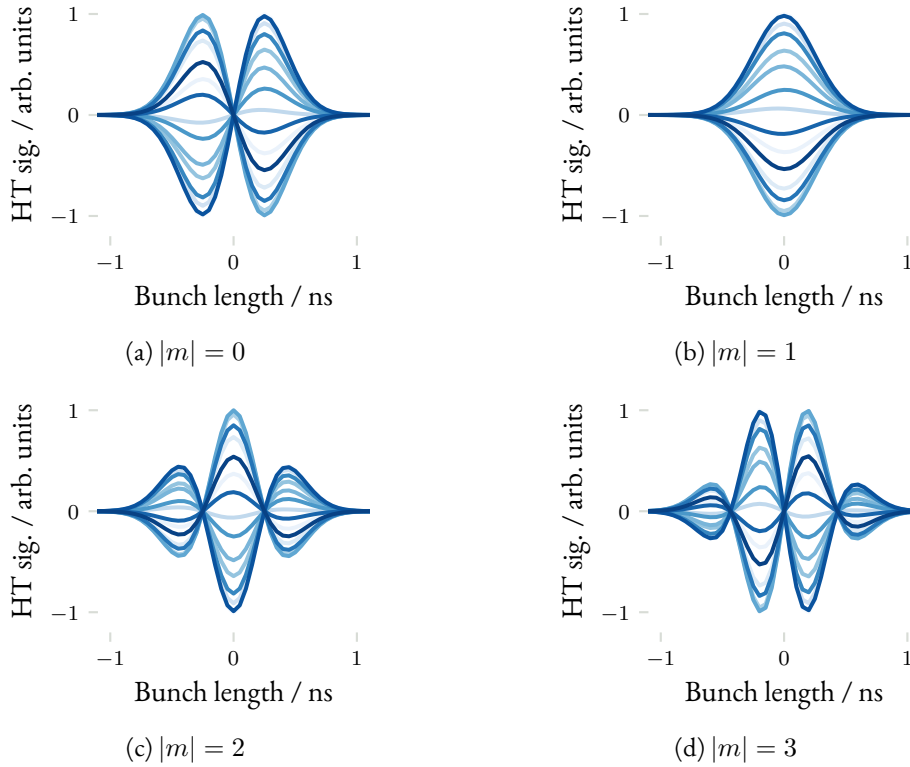 1
0
−1
HT sig. / arb. units
−1 0 1
Bunch length / ns
(a) |m| = 0
1
0
−1
HT sig. / arb. units
−1 0 1
Bunch length / ns
(b) |m| = 1
1
0
−1
HT sig. / arb. units
−1 0 1
Bunch length / ns
(c) |m| = 2
1
0
−1
HT sig. / arb. units
−1 0 1
Bunch length / ns
(d) |m| = 3